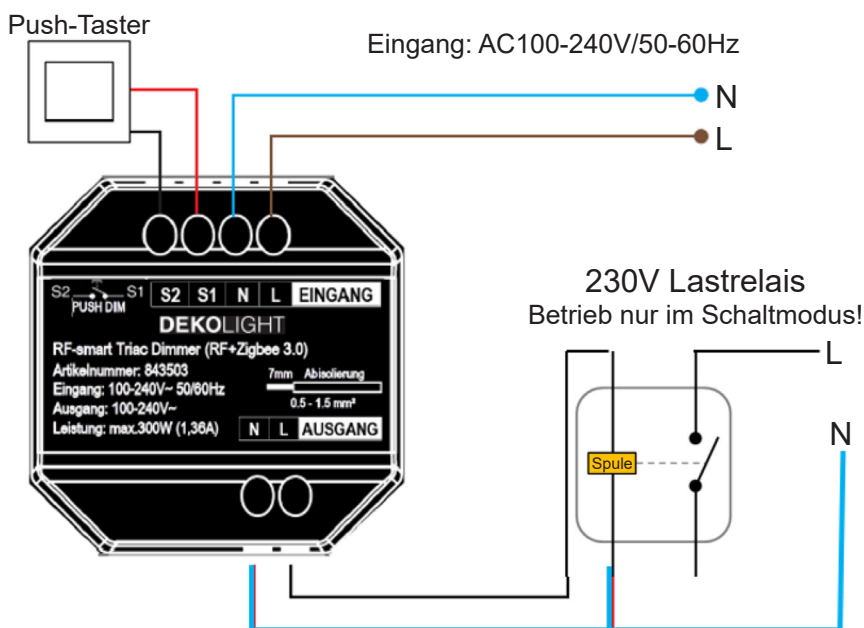 Push-Taster
Eingang: AC100-240V/50-60Hz
N
L
S2 S1
PUSH DIM
S2 S1 N L EINGANG
DEKOLIGHT
RF-smart Triac Dimmer (RF+Zigbee 3.0)
Artikelnummer: 843503
Eingang: 100-240V~ 50/60Hz
Ausgang: 100-240V~
Leistung: max.300W (1,36A)
7mm Abisolierung
0.5 - 1.5 mm²
N L AUSGANG
230V Lastrelais
Betrieb nur im Schaltmodus!
L
N
Spule